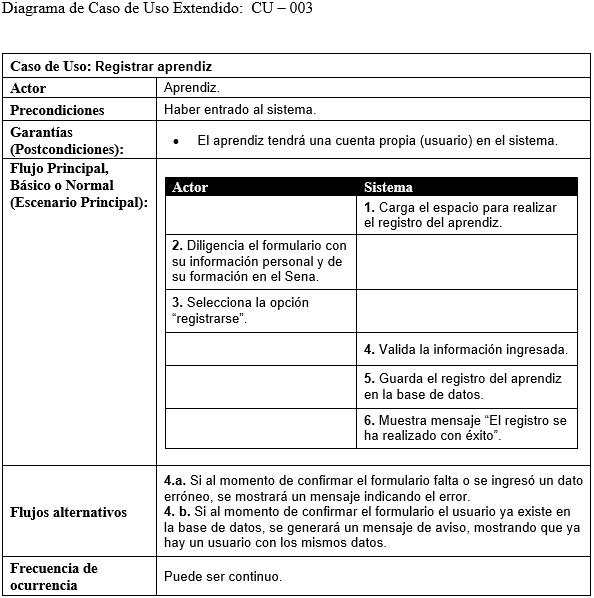 Diagrama de Caso de Uso Extendido:  CU – 003
Caso de Uso: Registrar aprendiz
Actor
Aprendiz.
Precondiciones
Haber entrado al sistema.
Garantías
(Postcondiciones):
• El aprendiz tendrá una cuenta propia (usuario) en el sistema.
Flujo Principal,
Básico o Normal
(Escenario Principal):
Actor
Sistema
1. Carga el espacio para realizar
el registro del aprendiz.
2. Diligencia el formulario con
su información personal y de
su formación en el Sena.
3. Selecciona la opción
“registrarse”.
4. Valida la información ingresada.
5. Guarda el registro del aprendiz
en la base de datos.
6. Muestra mensaje “El registro se
ha realizado con éxito”.
Flujos alternativos
4.a. Si al momento de confirmar el formulario falta o se ingresó un dato
erróneo, se mostrará un mensaje indicando el error.
4. b. Si al momento de confirmar el formulario el usuario ya existe en
la base de datos, se generará un mensaje de aviso, mostrando que ya
hay un usuario con los mismos datos.
Frecuencia de
ocurrencia
Puede ser continuo.